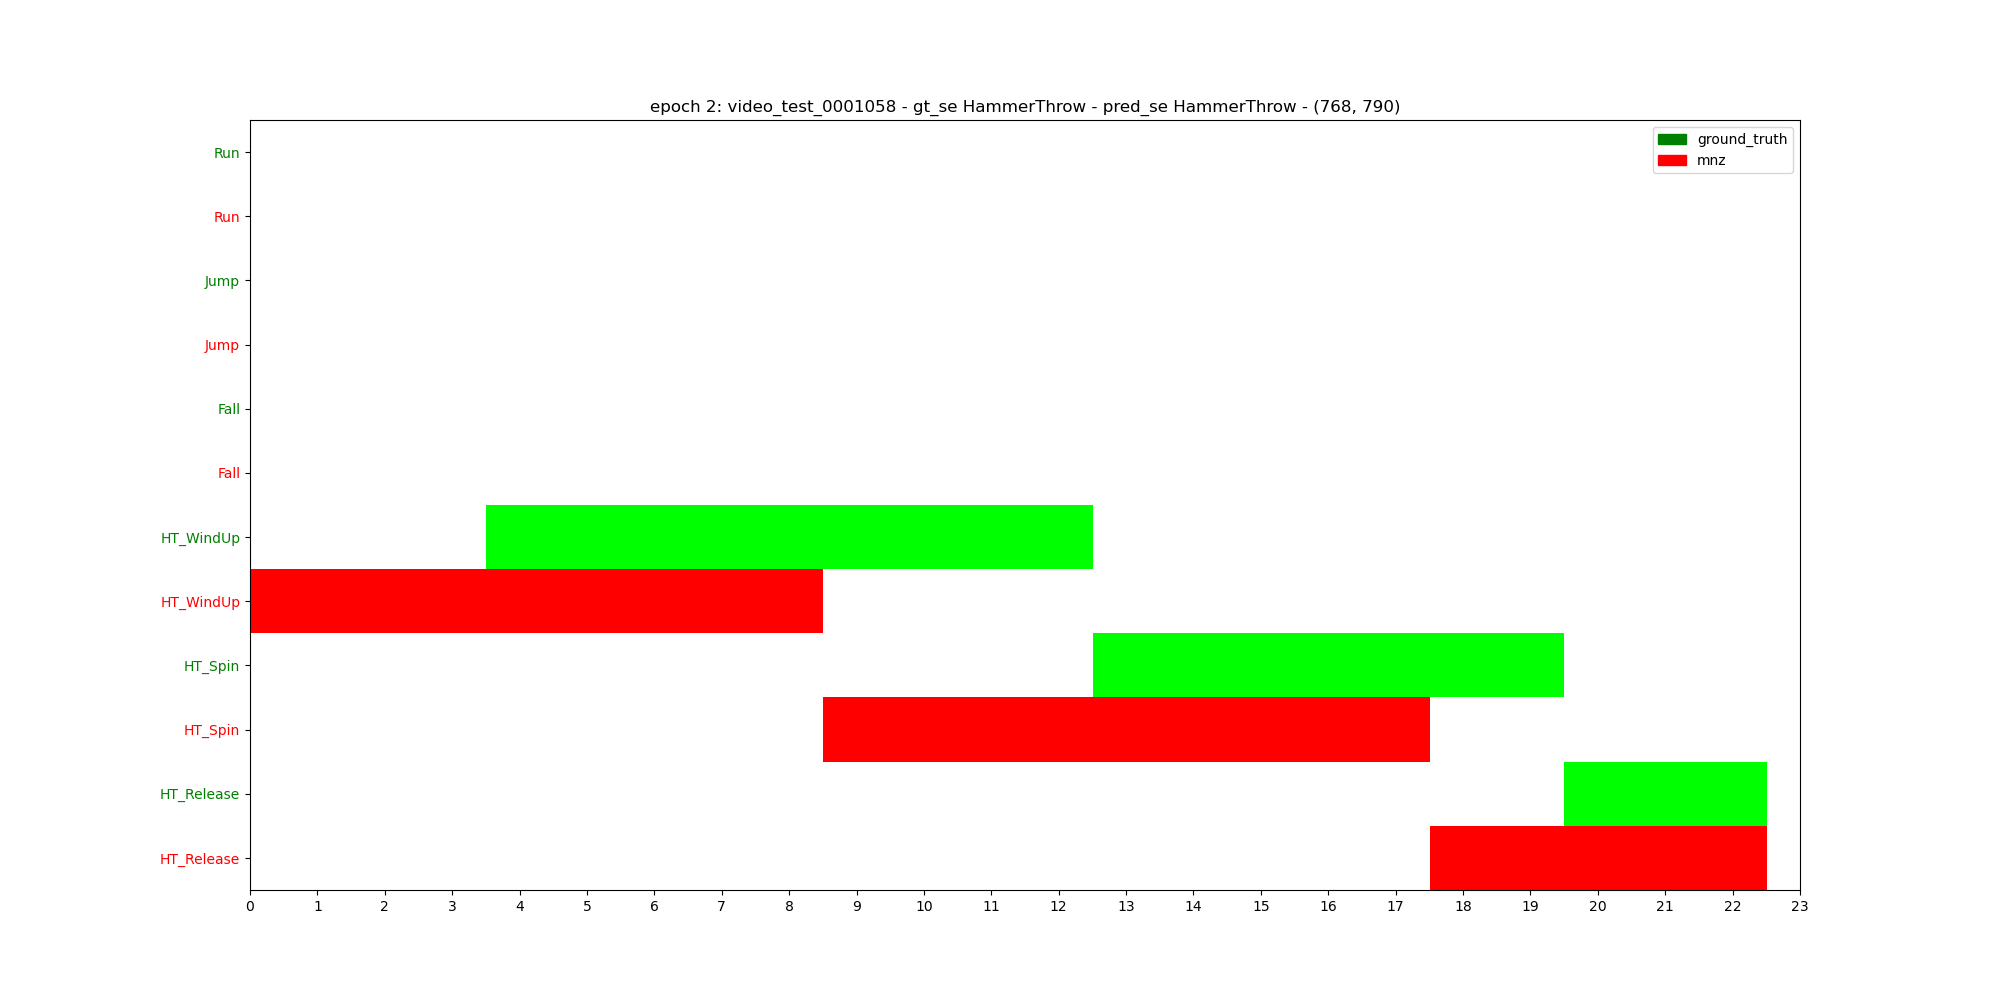 epoch 2: video_test_0001058 - gt_se HammerThrow - pred_se HammerThrow - (768, 790)
ground_truth
mnz
Run
Run
Jump
Jump
Fall
Fall
HT_WindUp
HT_WindUp
HT_Spin
HT_Spin
HT_Release
HT_Release
0 1 2 3 4 5 6 7 8 9 10 11 12 13 14 15 16 17 18 19 20 21 22 23